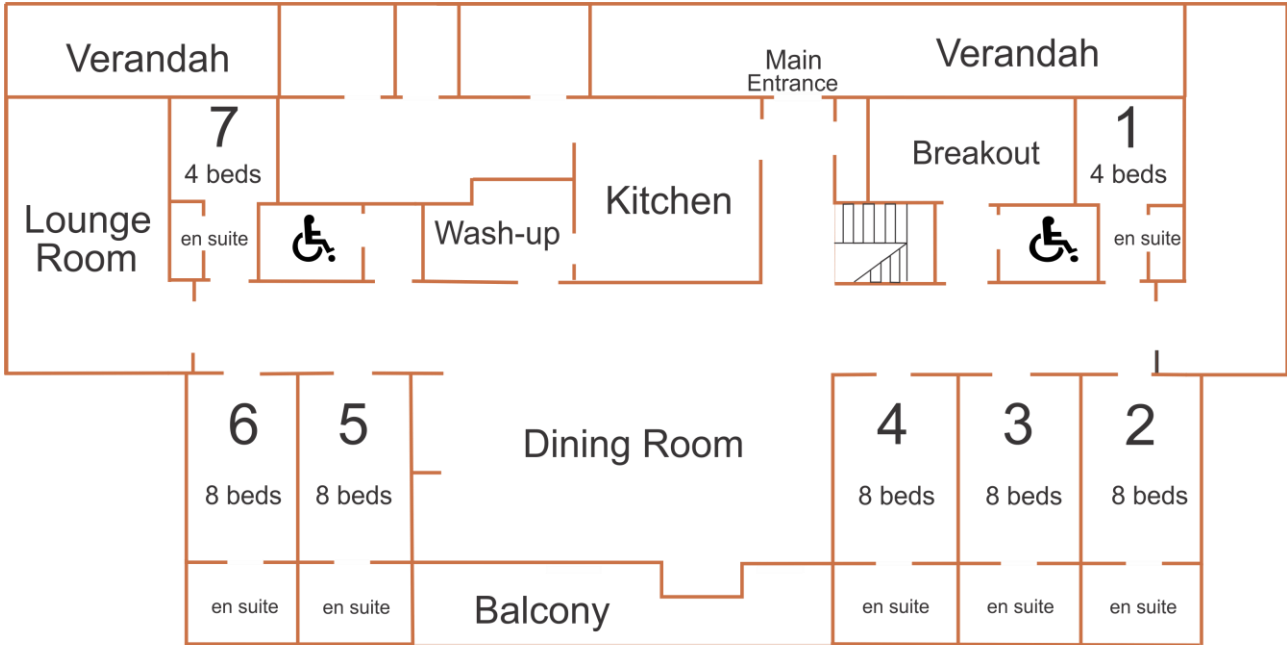 Verandah
Main
Entrance
Verandah
7
4 beds
Breakout
1
4 beds
Lounge
Room
en suite
Wash-up
Kitchen
en suite
6
8 beds
5
8 beds
Dining Room
4
8 beds
3
8 beds
2
8 beds
en suite
en suite
Balcony
en suite
en suite
en suite